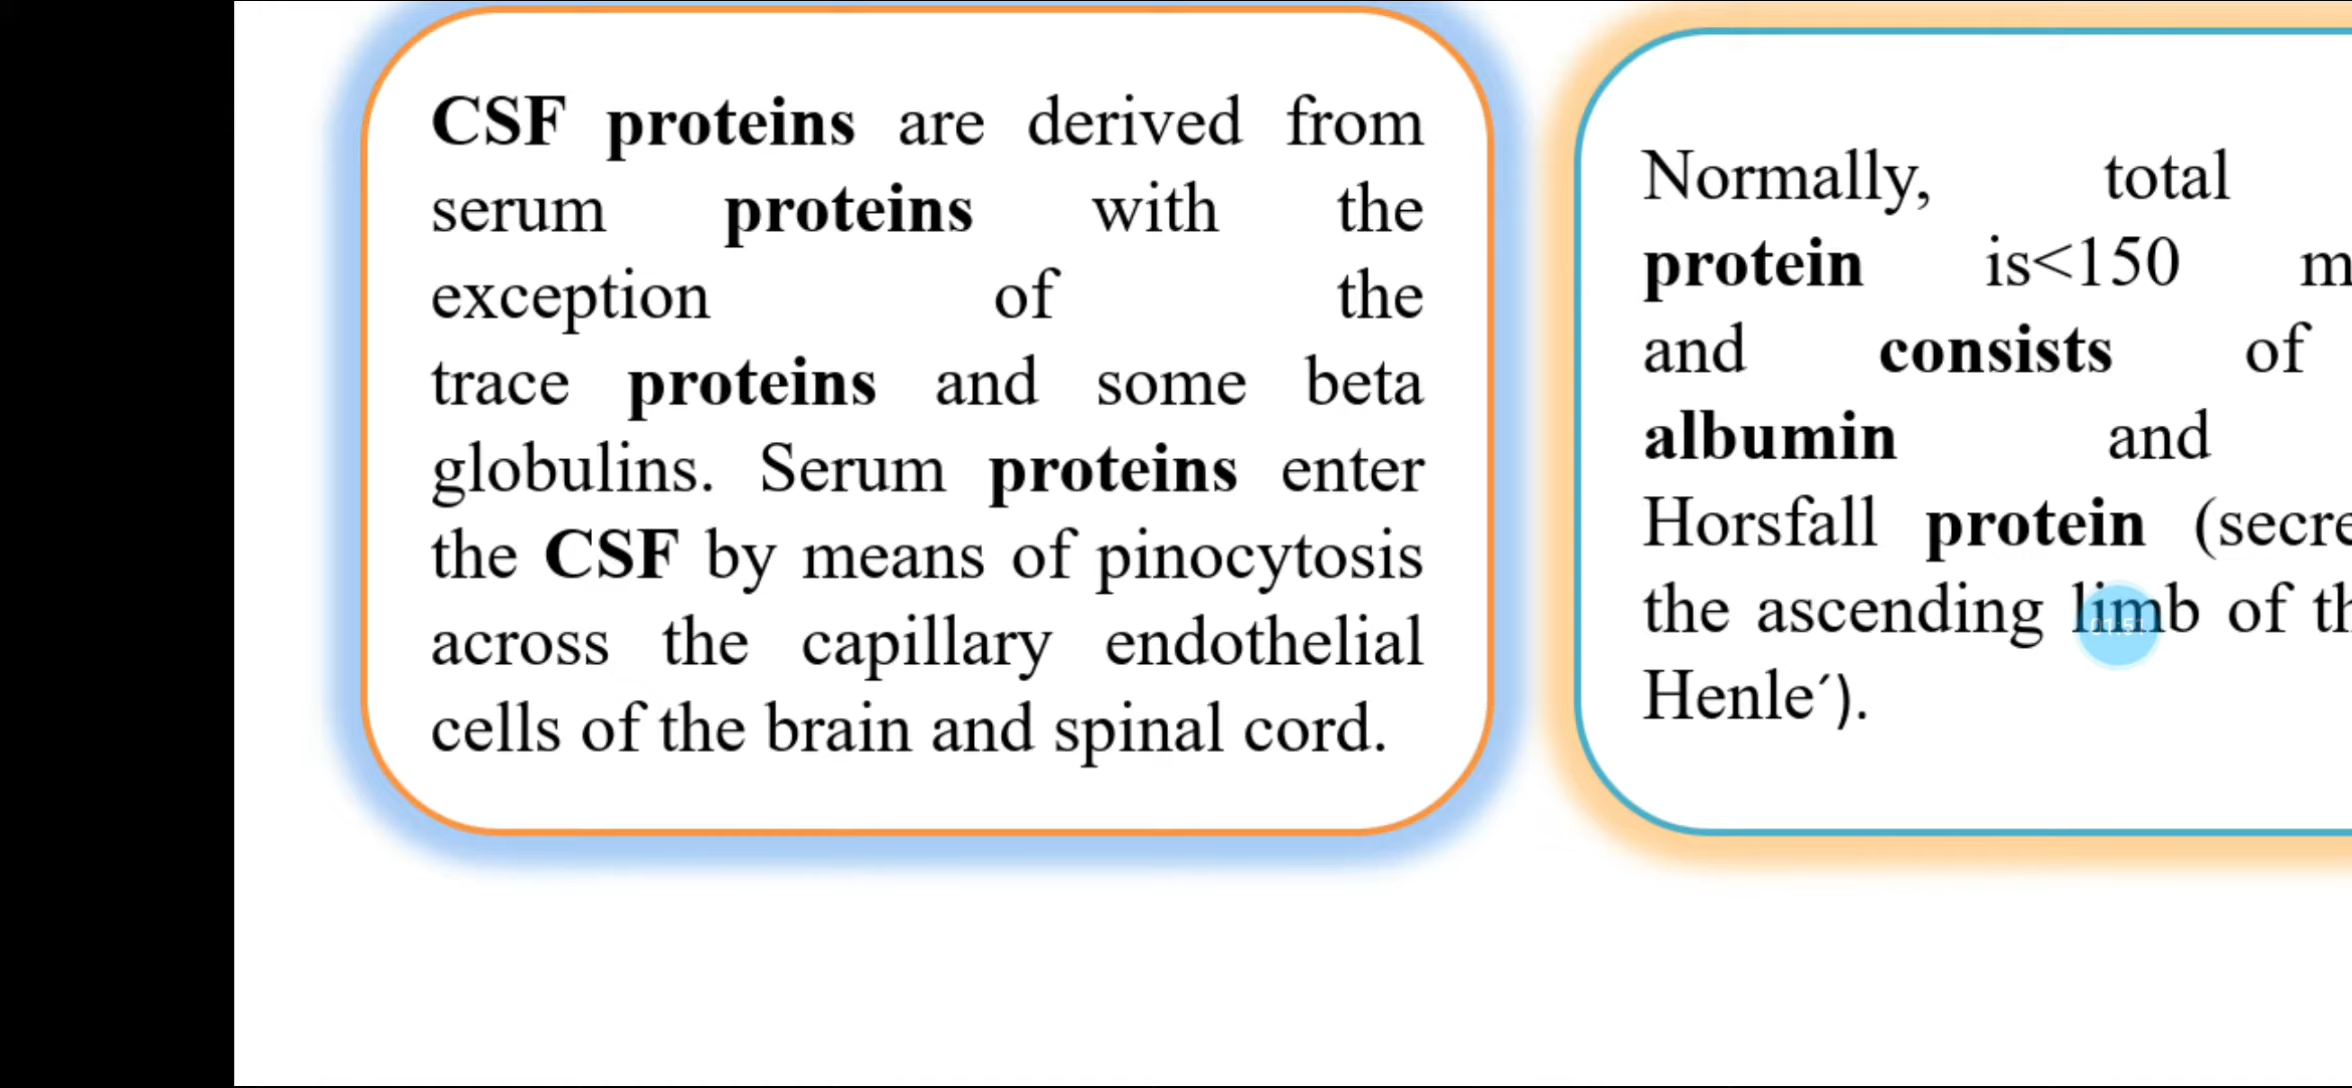 CSF proteins are derived from
serum proteins with the
exception of the
trace proteins and some beta
globulins. Serum proteins enter
the CSF by means of pinocytosis
across the capillary endothelial
cells of the brain and spinal cord.
Normally, total
protein is<150
and consists of
albumin and
Horsfall protein
the ascending limb of
Henle´).
01:51